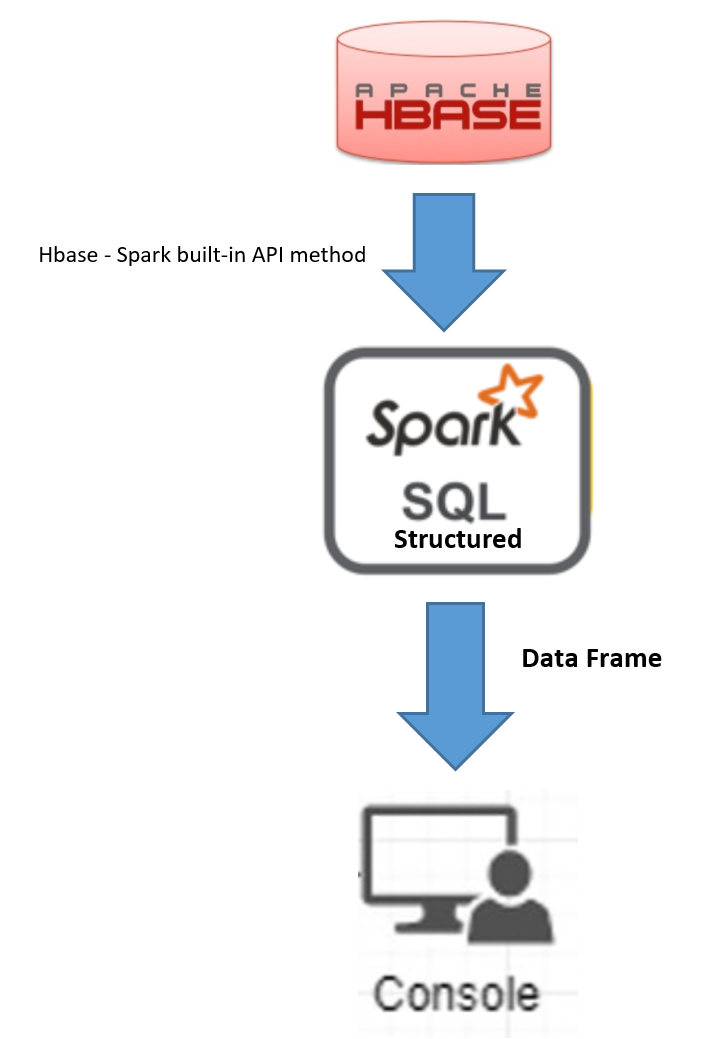 APACHE
HBASE
Hbase - Spark built-in API method
Spark
SQL
Structured
Data Frame
Console